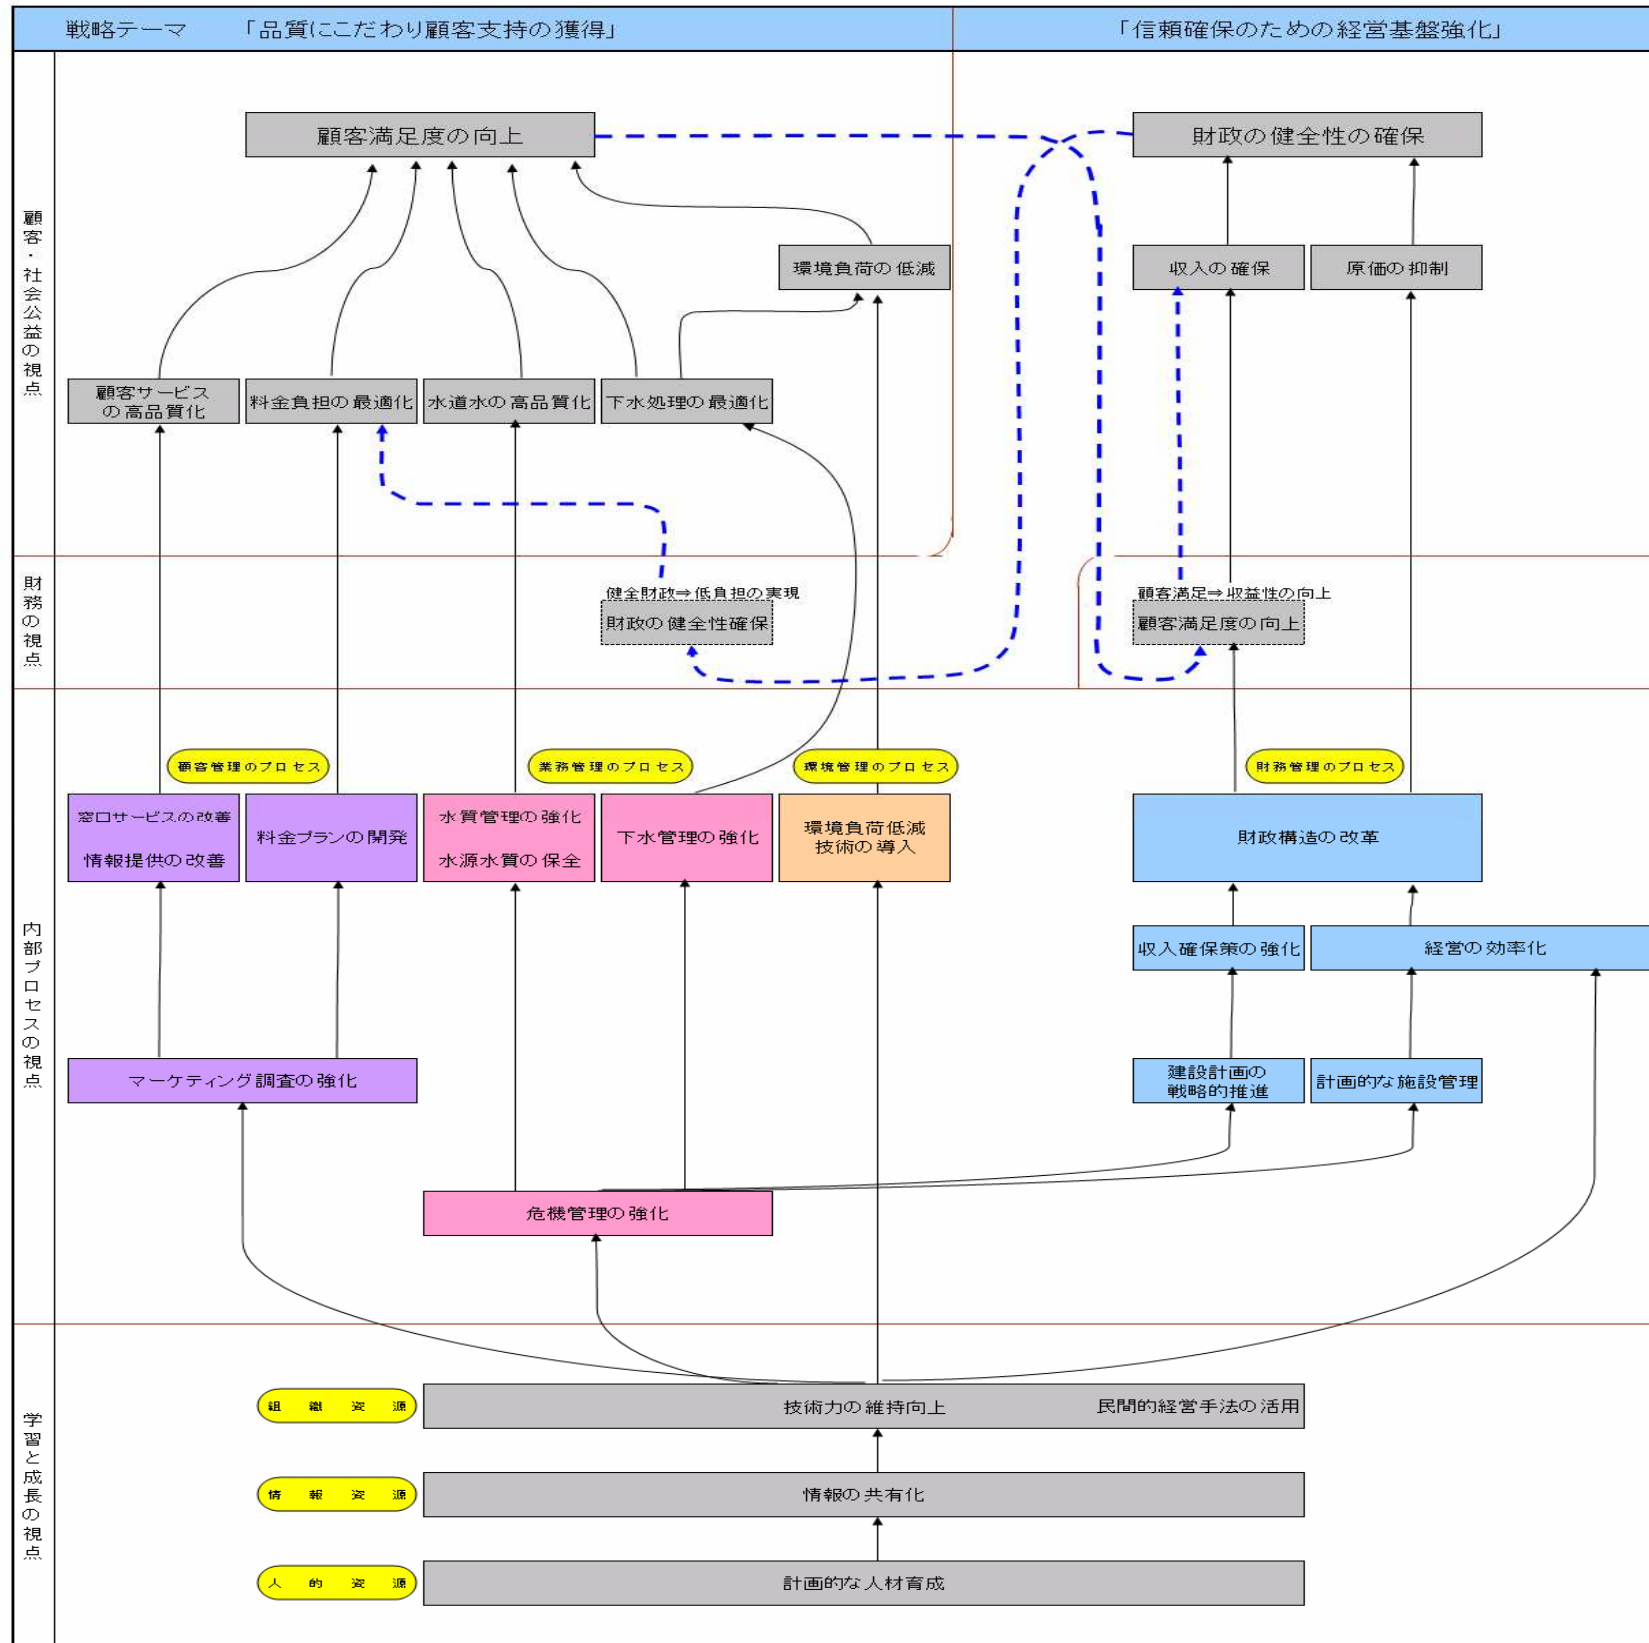 戦略テーマ 「品質にこだわり顧客支持の獲得」 「信頼確保のための経営基盤強化」
顧客・社会公益の視点
顧客満足度の向上
財政の健全性の確保
環境負荷の低減
収入の確保
原価の抑制
顧客サービス
の高品質化
料金負担の最適化
水道水の高品質化
下水処理の最適化
財務の視点
健全財政⇒低負担の実現
財政の健全性確保
顧客満足⇒収益性の向上
顧客満足度の向上
内部プロセスの視点
顧客管理のプロセス
業務管理のプロセス
環境管理のプロセス
財務管理のプロセス
窓口サービスの改善
情報提供の改善
料金プランの開発
水質管理の強化
水源水質の保全
下水管理の強化
環境負荷低減
技術の導入
財政構造の改革
収入確保策の強化
経営の効率化
マーケティング調査の強化
建設計画の
戦略的推進
計画的な施設管理
危機管理の強化
学習と成長の視点
組織資源
技術力の維持向上 民間的経営手法の活用
情報資源
情報の共有化
人的資源
計画的な人材育成